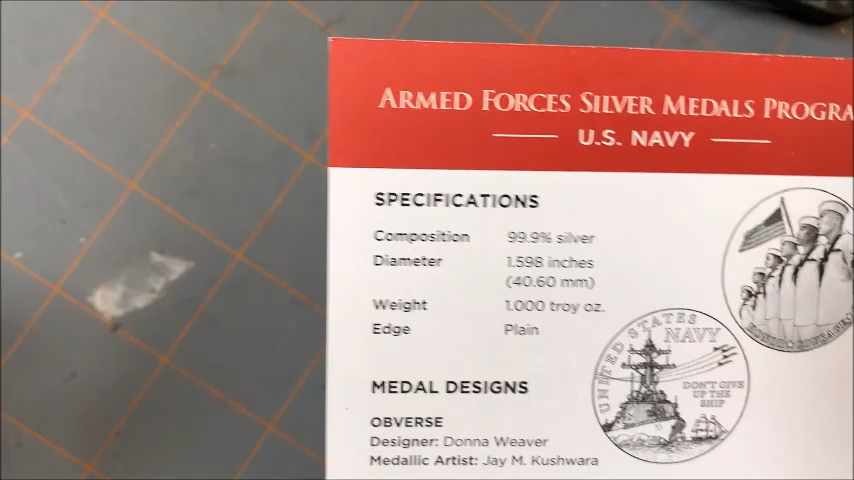 ARMED FORCES SILVER MEDALS PROGRA
U.S. NAVY
SPECIFICATIONS
Composition 99.9% silver
Diameter 1.598 inches
(40.60 mm)
Weight 1.000 troy oz.
Edge Plain
UNITED STATES
NAVY
DON'T GIVE
UP THE
SHIP
MEDAL DESIGNS
OBVERSE
Designer: Donna Weaver
Medallic Artist: Jay M. Kushwara